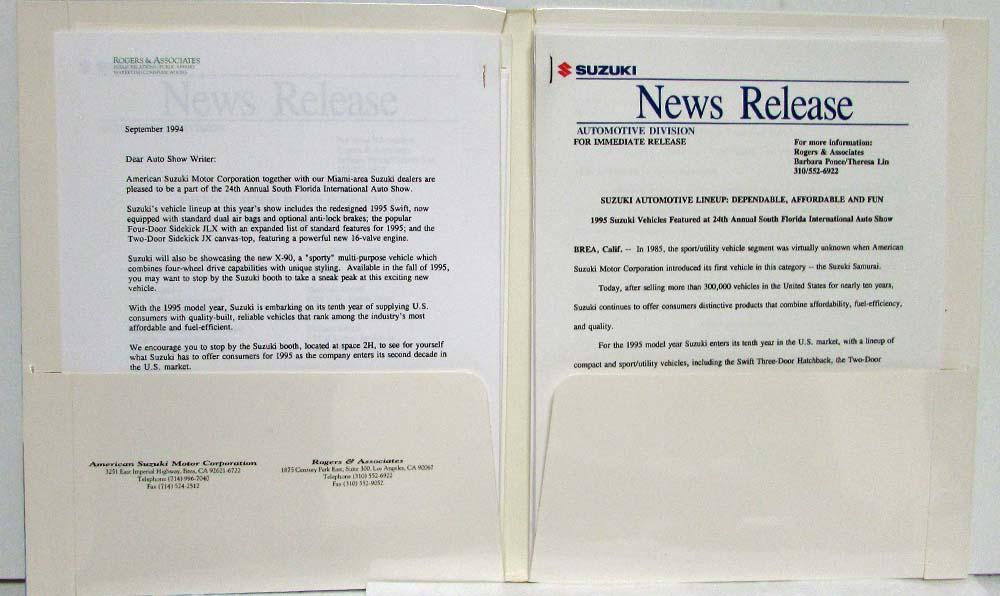 ROGERS & ASSOCIATES
PUBLIC RELATIONS/PUBLIC AFFAIRS
MARKETING COMMUNICATIONS
News Release
September 1994
Dear Auto Show Writer:
American Suzuki Motor Corporation together with our Miami-area Suzuki dealers are
pleased to be a part of the 24th Annual South Florida International Auto Show.
Suzuki's vehicle lineup at this year's show includes the redesigned 1995 Swift, now
equipped with standard dual air bags and optional anti-lock brakes; the popular
Four-Door Sidekick JLX with an expanded list of standard features for 1995; and the
Two-Door Sidekick JX canvas-top, featuring a powerful new 16-valve engine.
Suzuki will also be showcasing the new X-90, a "sporty" multi-purpose vehicle which
combines four-wheel drive capabilities with unique styling. Available in the fall of 1995,
you may want to stop by the Suzuki booth to take a sneak peak at this exciting new
vehicle.
With the 1995 model year, Suzuki is embarking on its tenth year of supplying U.S.
consumers with quality-built, reliable vehicles that rank among the industry's most
affordable and fuel-efficient.
We encourage you to stop by the Suzuki booth, located at space 2H, to see for yourself
what Suzuki has to offer consumers for 1995 as the company enters its second decade in
the U.S. market.
American Suzuki Motor Corporation
3251 East Imperial Highway, Brea, CA 92621-6722
Telephone (714) 996-7040
Fax (714) 524-2512
Rogers & Associates
1875 Century Park East, Suite 300, Los Angeles, CA 90067
Telephone (310) 552-6922
Fax (310) 552-9052
SUZUKI
News Release
AUTOMOTIVE DIVISION
FOR IMMEDIATE RELEASE
For more information:
Rogers & Associates
Barbara Ponce/Theresa Lin
310/552-6922
SUZUKI AUTOMOTIVE LINEUP: DEPENDABLE, AFFORDABLE AND FUN
1995 Suzuki Vehicles Featured at 24th Annual South Florida International Auto Show
BREA, Calif. -- In 1985, the sport/utility vehicle segment was virtually unknown when American
Suzuki Motor Corporation introduced its first vehicle in this category -- the Suzuki Samurai.
Today, after selling more than 300,000 vehicles in the United States for nearly ten years,
Suzuki continues to offer consumers distinctive products that combine affordability, fuel-efficiency,
and quality.
For the 1995 model year Suzuki enters its tenth year in the U.S. market, with a lineup of
compact and sport/utility vehicles, including the Swift Three-Door Hatchback, the Two-Door